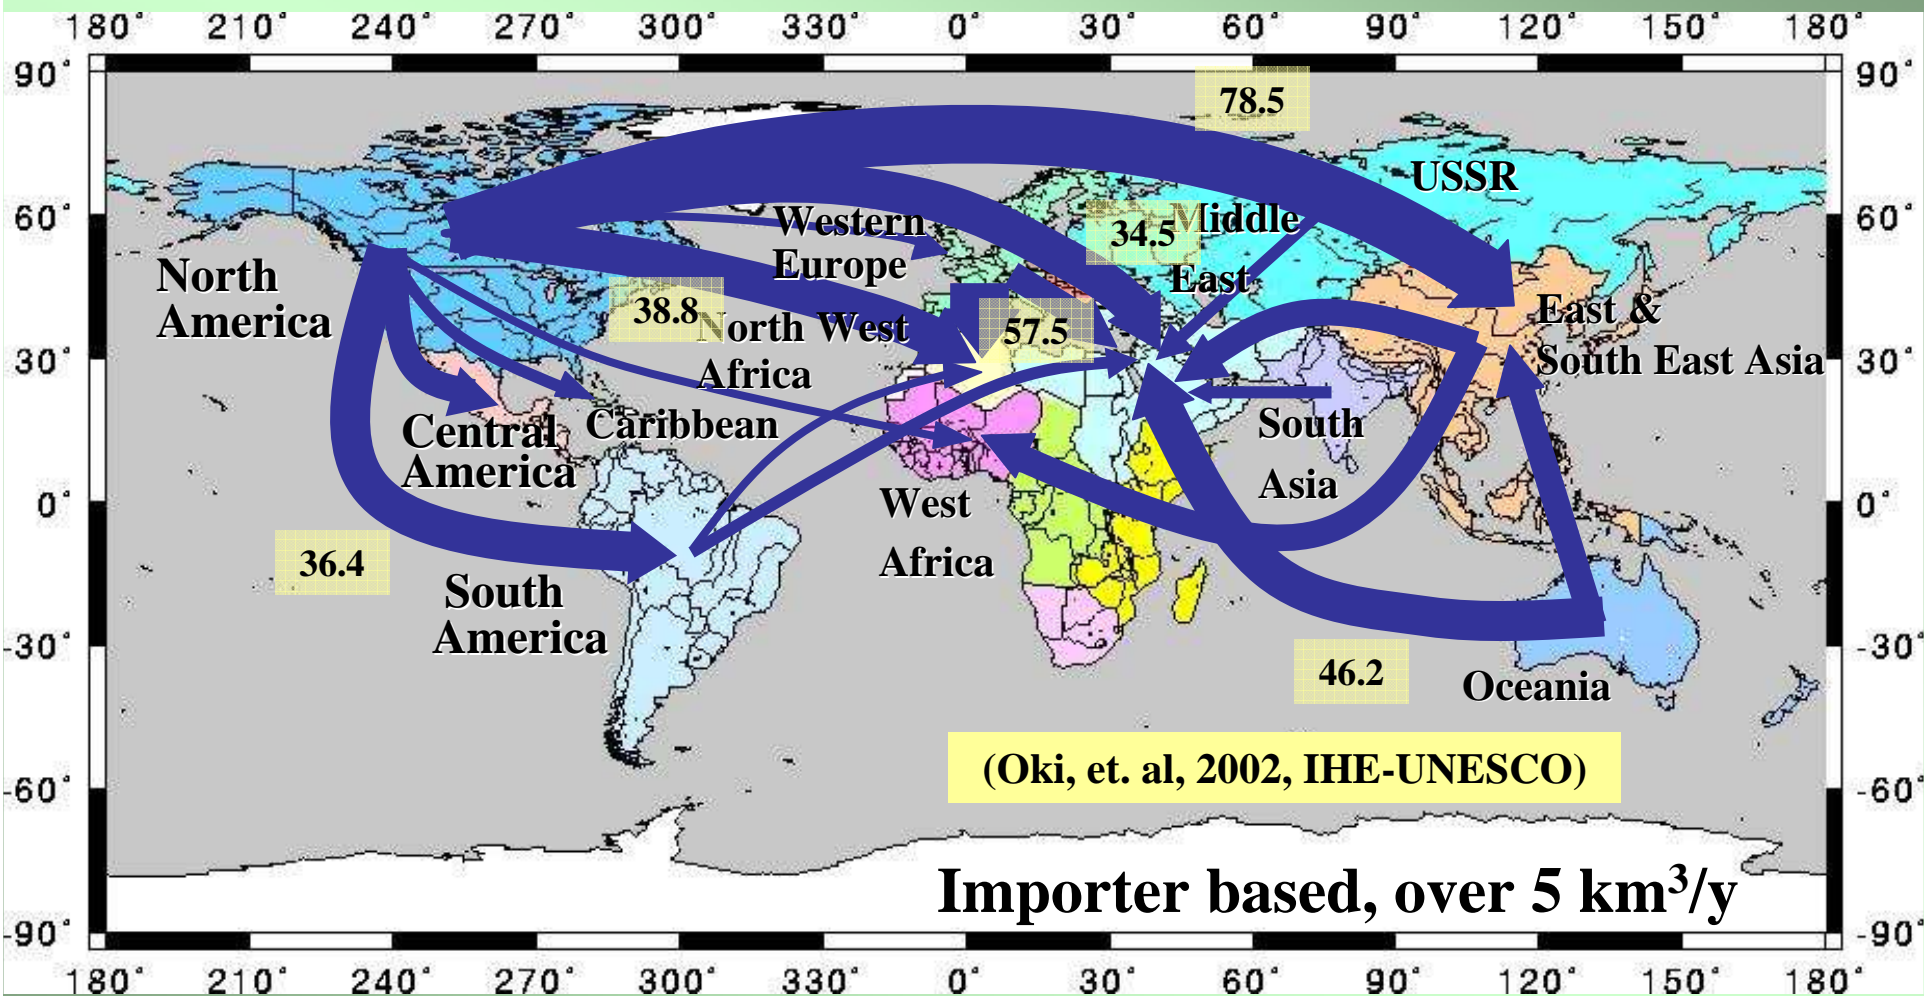 180° 210° 240° 270° 300° 330° 0° 30° 60° 90° 120° 150° 180°
90° 90°
78.5
USSR
60° 60°
Western
Europe
34.5
Middle
East
North
America
38.8
North West
Africa
57.5
East &
South East Asia
30° 30°
Central
America
Caribbean
South
Asia
0° 0°
West
Africa
36.4
South
America
-30° -30°
46.2
Oceania
(Oki, et. al, 2002, IHE-UNESCO)
-60° -60°
Importer based, over 5 km³/y
-90° -90°
180° 210° 240° 270° 300° 330° 0° 30° 60° 90° 120° 150° 180°